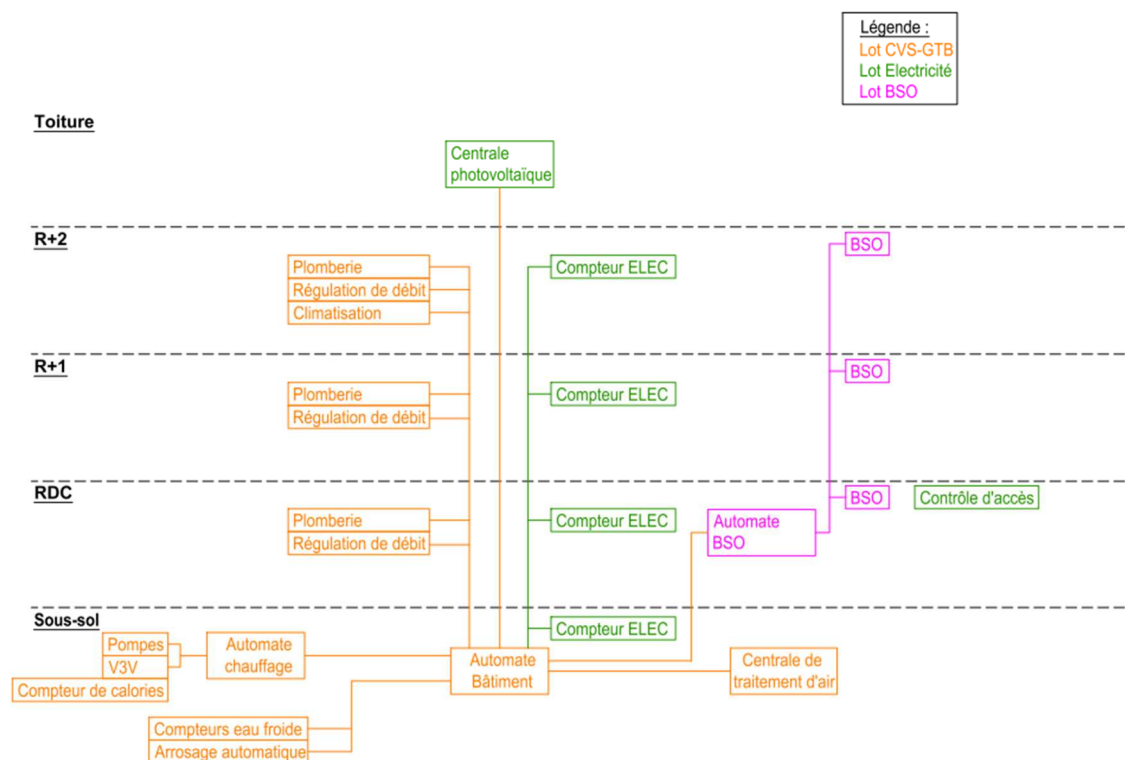 Légende :
Lot CVS-GTB
Lot Electricité
Lot BSO
Toiture
Centrale
photovoltaïque
R+2
BSO
Plomberie
Compteur ELEC
Régulation de débit
Climatisation
R+1
BSO
Plomberie
Compteur ELEC
Régulation de débit
RDC
BSO
Contrôle d'accès
Plomberie
Compteur ELEC
Automate
BSO
Régulation de débit
Sous-sol
Compteur ELEC
Pompes
V3V
Compteur de calories
Automate
chauffage
Automate
Bâtiment
Centrale de
traitement d'air
Compteurs eau froide
Arrosage automatique